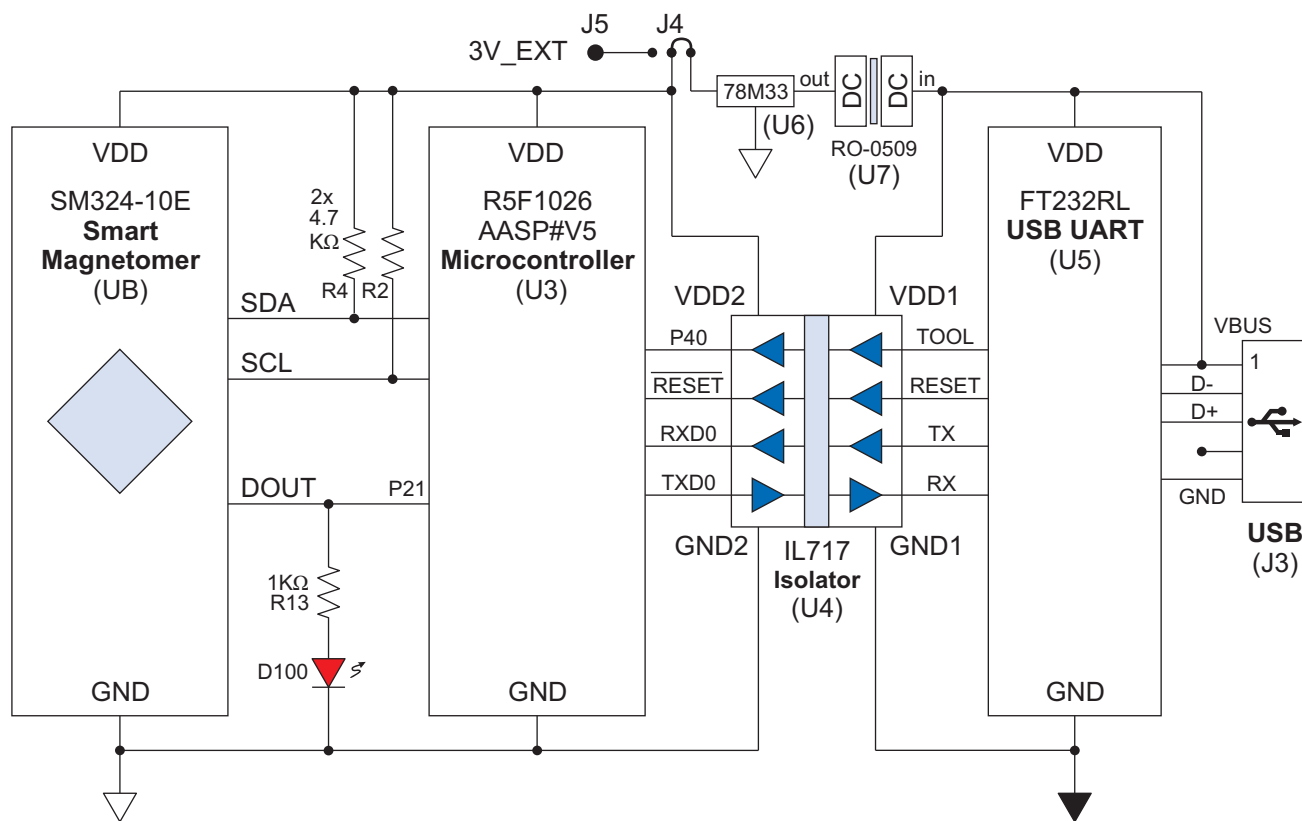 J5
J4
3V_EXT
78M33
(U6)
out
DC
DC
in
RO-0509
(U7)
VDD
SM324-10E
Smart
Magnetomer
(UB)
SDA
SCL
DOUT
GND
2x
4.7
KΩ
R4
R2
1KΩ
R13
D100
VDD
R5F1026
AASP#V5
Microcontroller
(U3)
P21
GND
P40
RESET
RXD0
TXD0
VDD2
VDD1
GND2
GND1
IL717
Isolator
(U4)
TOOL
RESET
TX
RX
VDD
FT232RL
USB UART
(U5)
GND
VBUS
1
D-
D+
GND
USB
(J3)